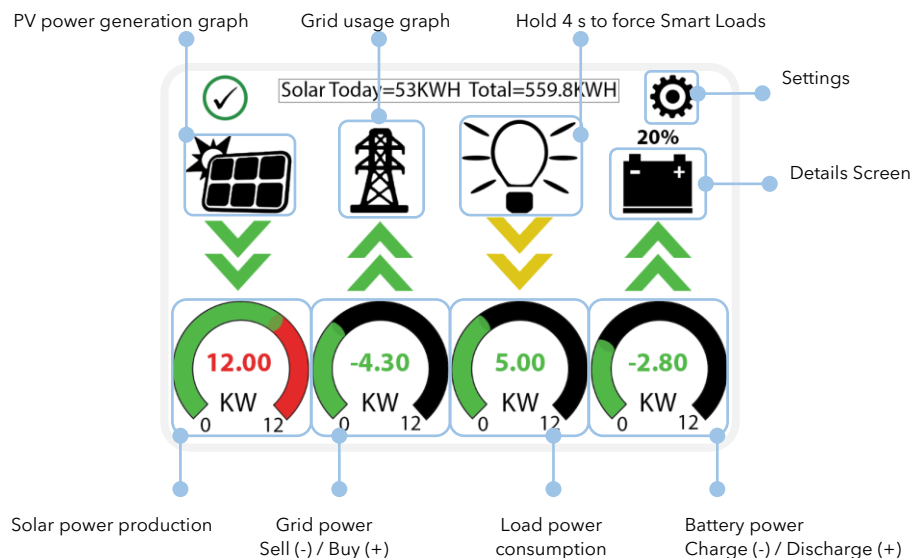 PV power generation graph
Grid usage graph
Hold 4 s to force Smart Loads
Solar Today=53KWH Total=559.8KWH
Settings
20%
- +
Details Screen
12.00
KW
0 12
-4.30
KW
0 12
5.00
KW
0 12
-2.80
KW
0 12
Solar power production
Grid power
Sell (-) / Buy (+)
Load power
consumption
Battery power
Charge (-) / Discharge (+)